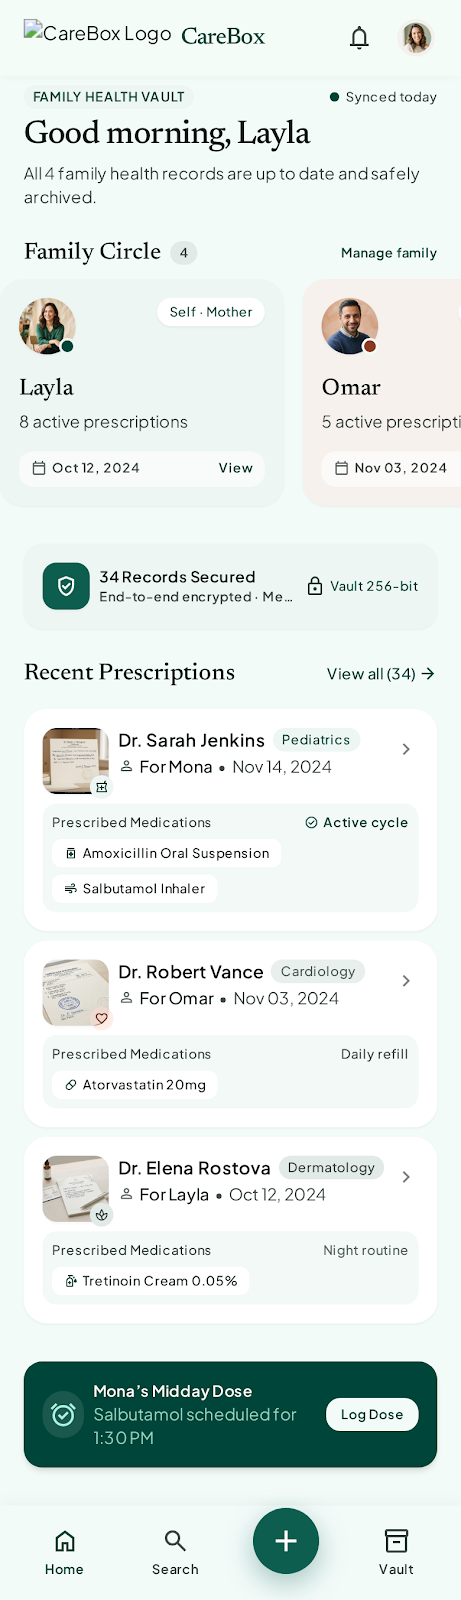 CareBox Logo CareBox
FAMILY HEALTH VAULT
Synced today
Good morning, Layla
All 4 family health records are up to date and safely
archived.
Family Circle 4
Manage family
Self · Mother
Layla
8 active prescriptions
Oct 12, 2024
View
Omar
5 active prescripti
Nov 03, 2024
34 Records Secured
End-to-end encrypted · Me…
Vault 256-bit
Recent Prescriptions
View all (34)
Dr. Sarah Jenkins
Pediatrics
For Mona • Nov 14, 2024
Prescribed Medications
Active cycle
Amoxicillin Oral Suspension
Salbutamol Inhaler
Dr. Robert Vance
Cardiology
For Omar • Nov 03, 2024
Prescribed Medications
Daily refill
Atorvastatin 20mg
Dr. Elena Rostova
Dermatology
For Layla • Oct 12, 2024
Prescribed Medications
Night routine
Tretinoin Cream 0.05%
Mona’s Midday Dose
Salbutamol scheduled for
1:30 PM
Log Dose
Home
Search
Vault